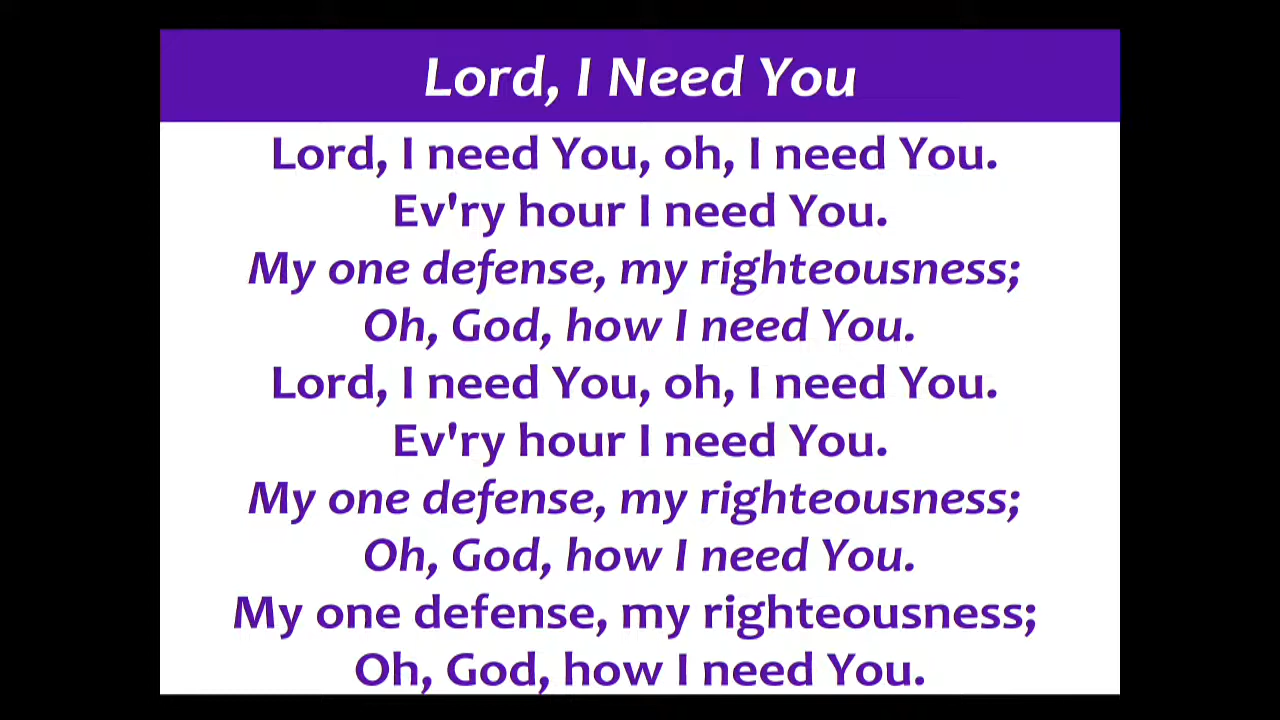 Lord, I Need You
Lord, I need You, oh, I need You.
Ev'ry hour I need You.
My one defense, my righteousness;
Oh, God, how I need You.
Lord, I need You, oh, I need You.
Ev'ry hour I need You.
My one defense, my righteousness;
Oh, God, how I need You.
My one defense, my righteousness;
Oh, God, how I need You.